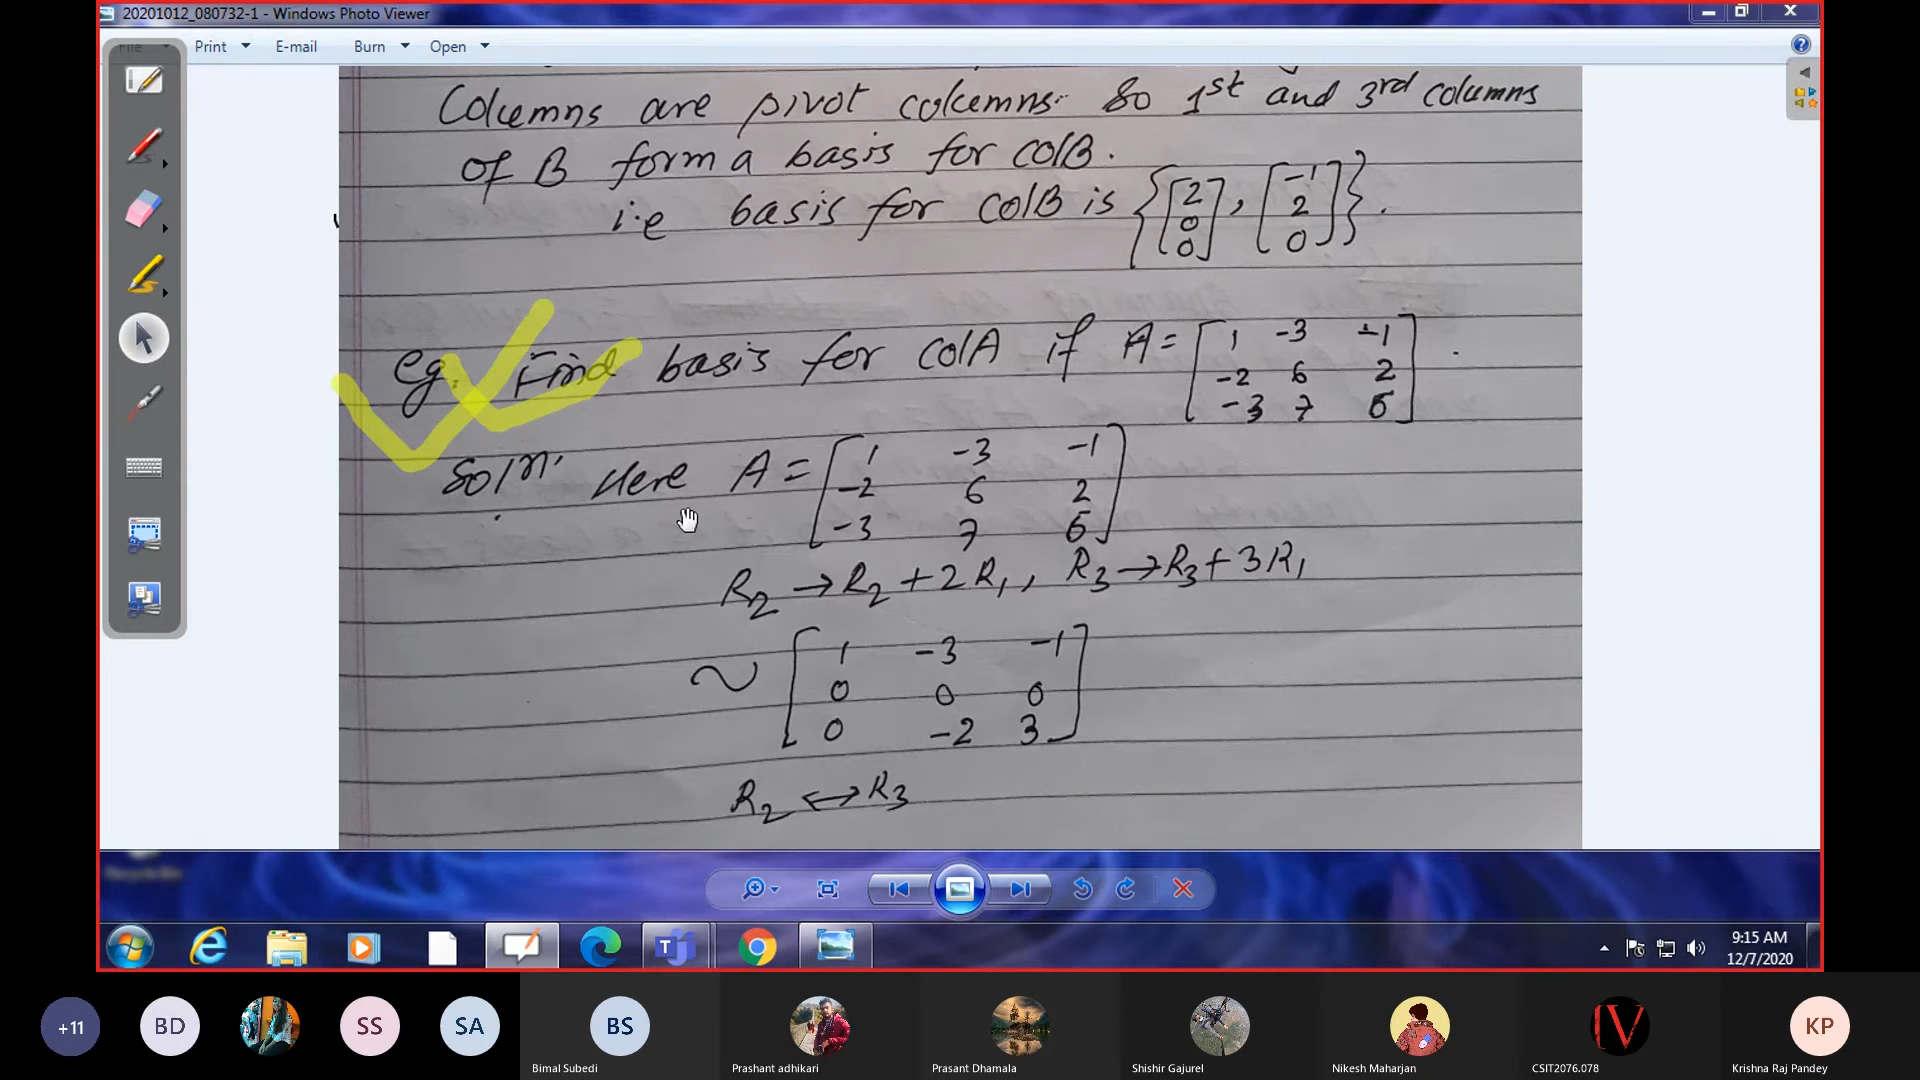 20201012_080732-1 - Windows Photo Viewer
File Print E-mail Burn Open
Columns are pivot columns. So 1st and 3rd columns
of B form a basis for ColB.
i.e basis for ColB is {[2 0 0], [-1 2 0]}.
eg. Find basis for ColA if A = [1 -3 -1
-2 6 2
-3 7 6]
Soln. Here A = [1 -3 -1
-2 6 2
-3 7 6]
R2 → R2 + 2R1, R3 → R3 + 3R1
~ [1 -3 -1
0 0 0
0 -2 3]
R2 ↔ R3
9:15 AM
12/7/2020
+11 BD SS SA BS KP
Bimal Subedi Prashant adhikari Prasant Dhamala Shishir Gajurel Nikesh Maharjan CSIT2076.078 Krishna Raj Pandey